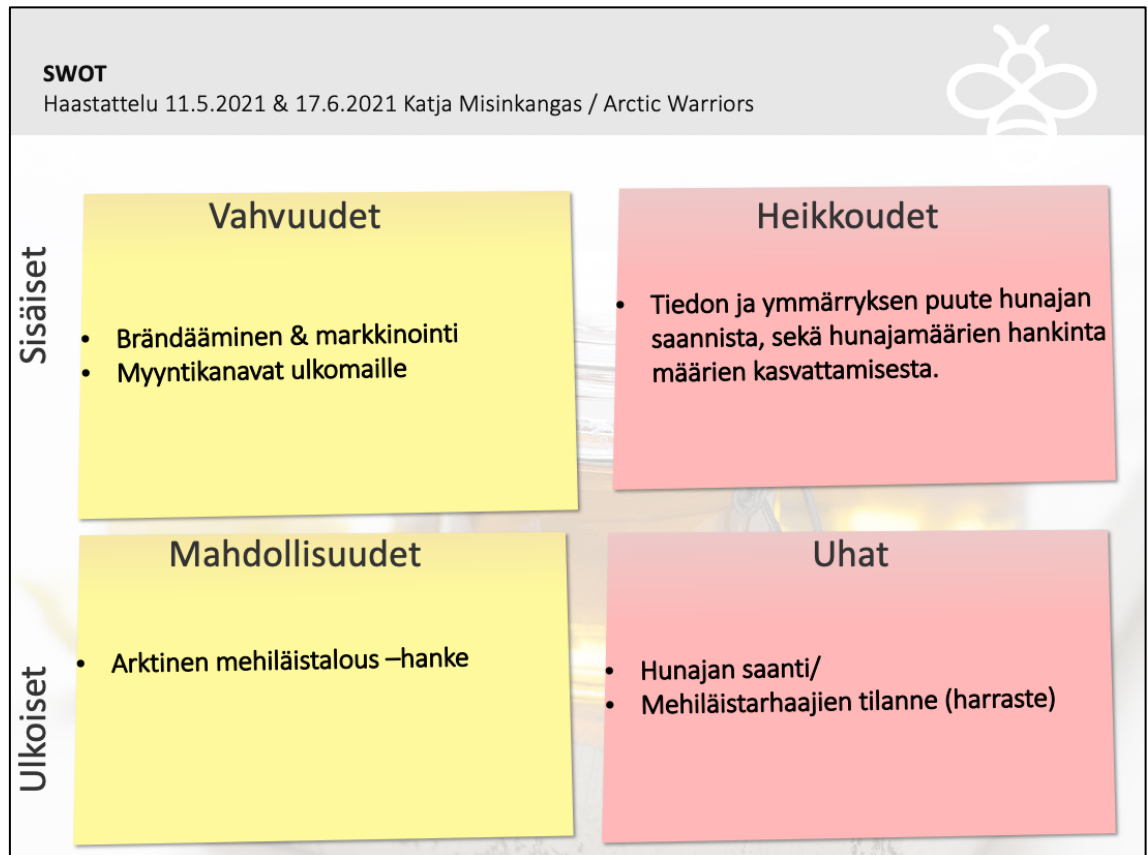 SWOT
Haastattelu 11.5.2021 & 17.6.2021 Katja Misinkangas / Arctic Warriors
Sisäiset
Vahvuudet
• Brändääminen & markkinointi
• Myyntikanavat ulkomaille
Heikkoudet
• Tiedon ja ymmärryksen puute hunajan
saannista, sekä hunajamäärien hankinta
määrien kasvattamisesta.
Ulkoiset
Mahdollisuudet
• Arktinen mehiläistalous –hanke
Uhat
• Hunajan saanti/
• Mehiläistarhaajien tilanne (harraste)